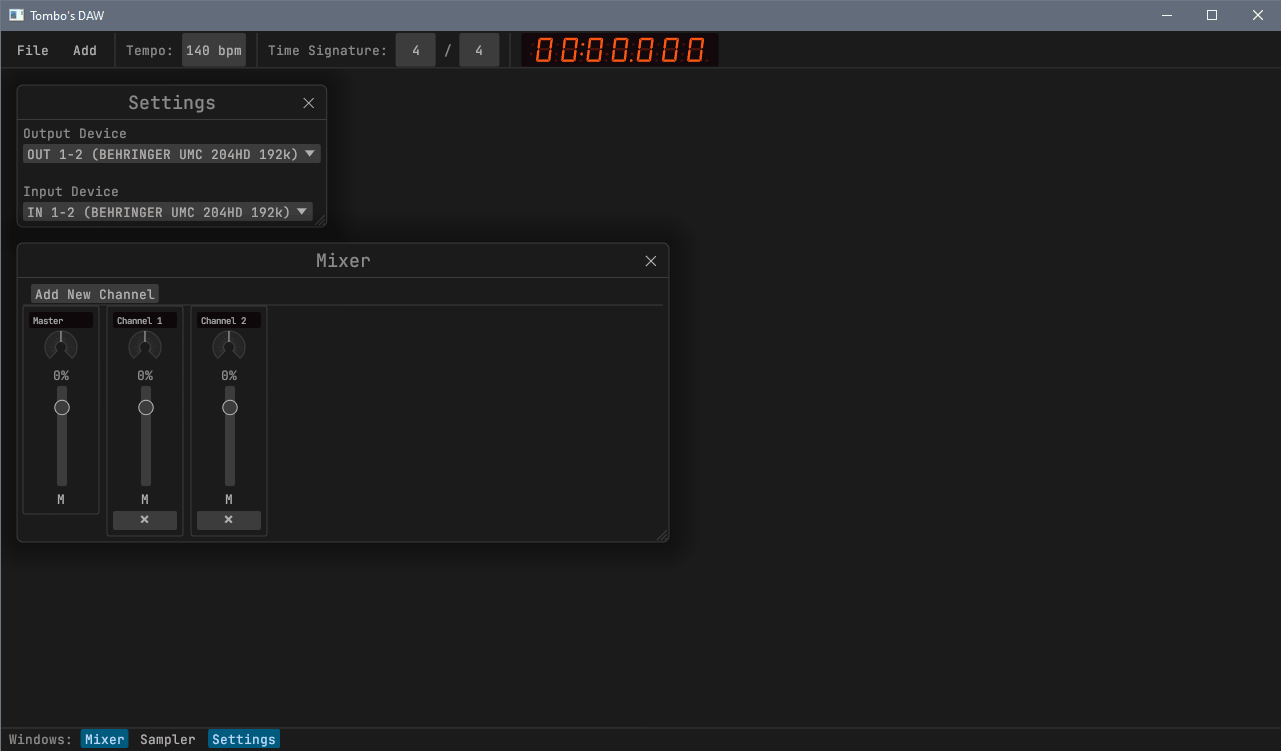 Tombo's DAW
File Add Tempo: 140 bpm Time Signature: 4 / 4 00:00.000
Settings
Output Device
OUT 1-2 (BEHRINGER UMC 204HD 192k)
Input Device
IN 1-2 (BEHRINGER UMC 204HD 192k)
Mixer
Add New Channel
Master Channel 1 Channel 2
0% 0% 0%
M M M
× ×
Windows: Mixer Sampler Settings